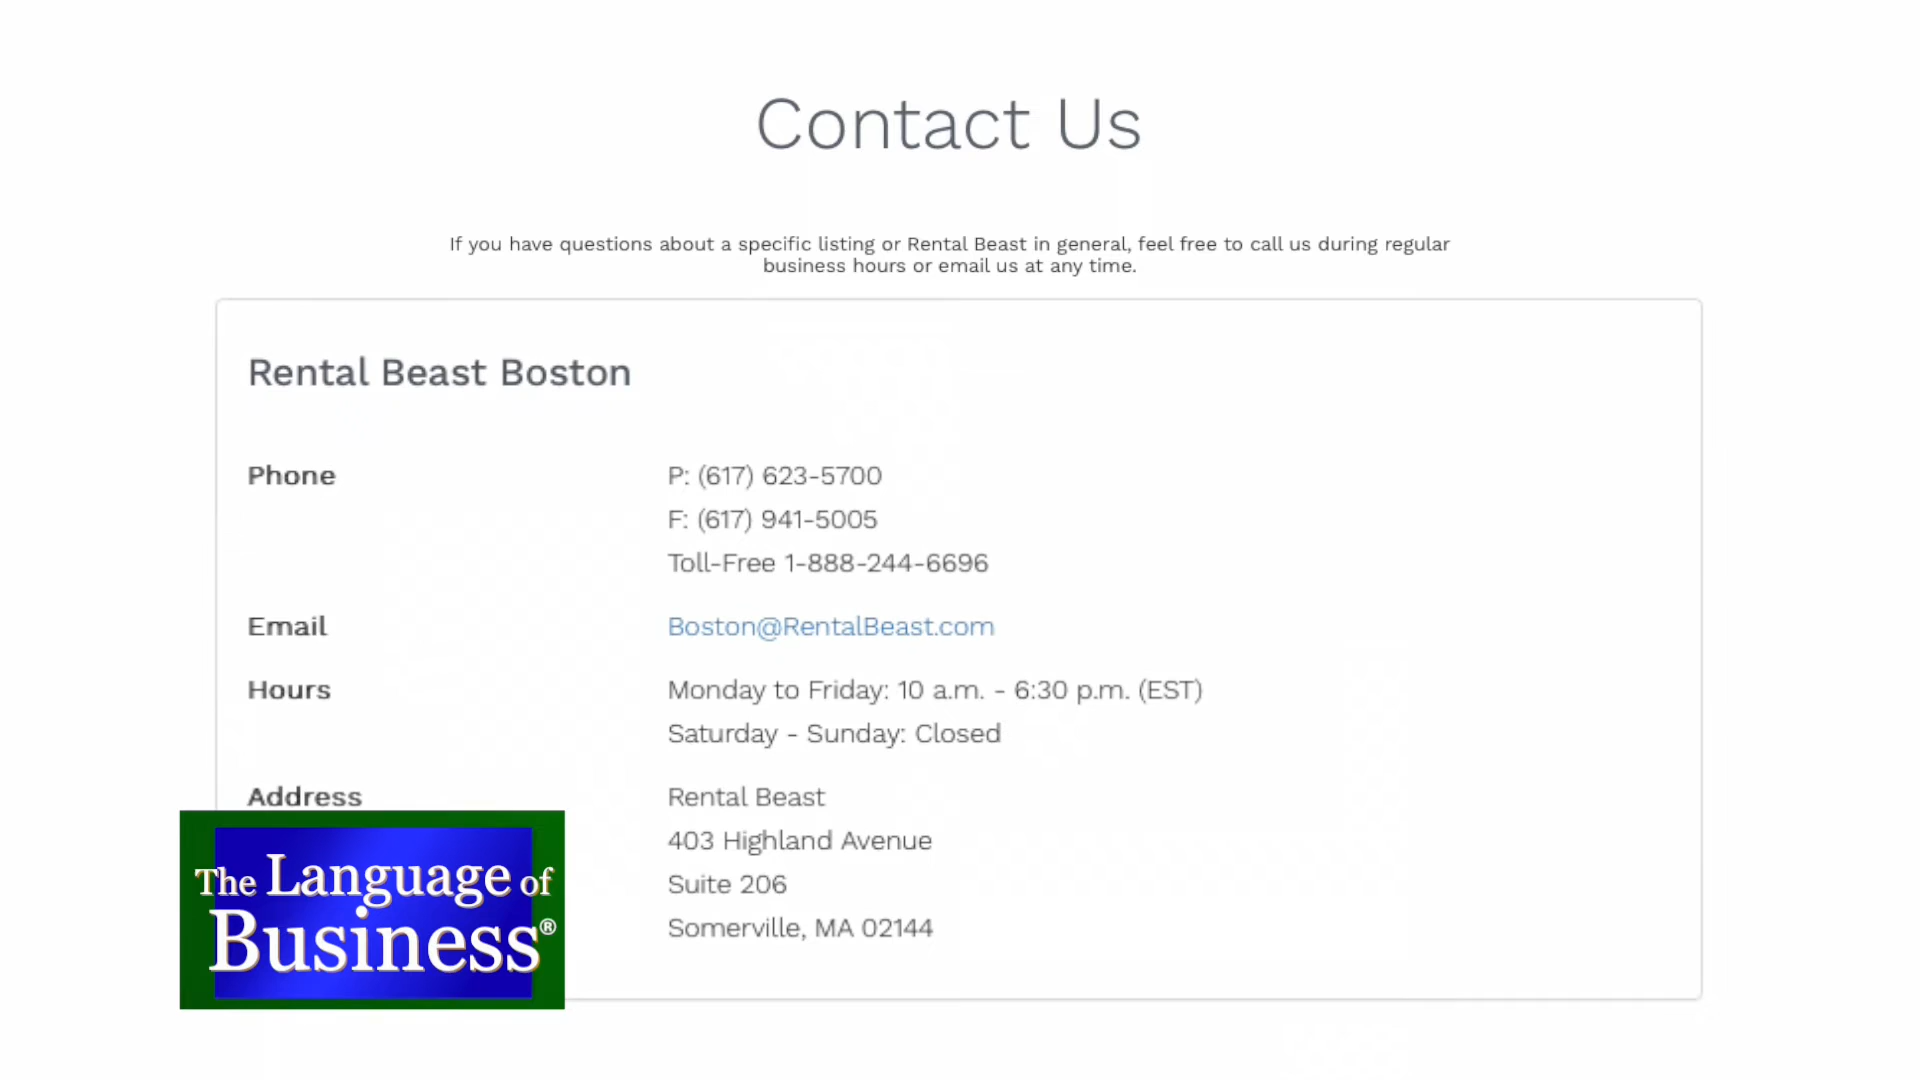 Contact Us
If you have questions about a specific listing or Rental Beast in general, feel free to call us during regular
business hours or email us at any time.
Rental Beast Boston
Phone
P: (617) 623-5700
F: (617) 941-5005
Toll-Free 1-888-244-6696
Email
Boston@RentalBeast.com
Hours
Monday to Friday: 10 a.m. - 6:30 p.m. (EST)
Saturday - Sunday: Closed
Address
Rental Beast
403 Highland Avenue
Suite 206
Somerville, MA 02144
The Language of
Business®